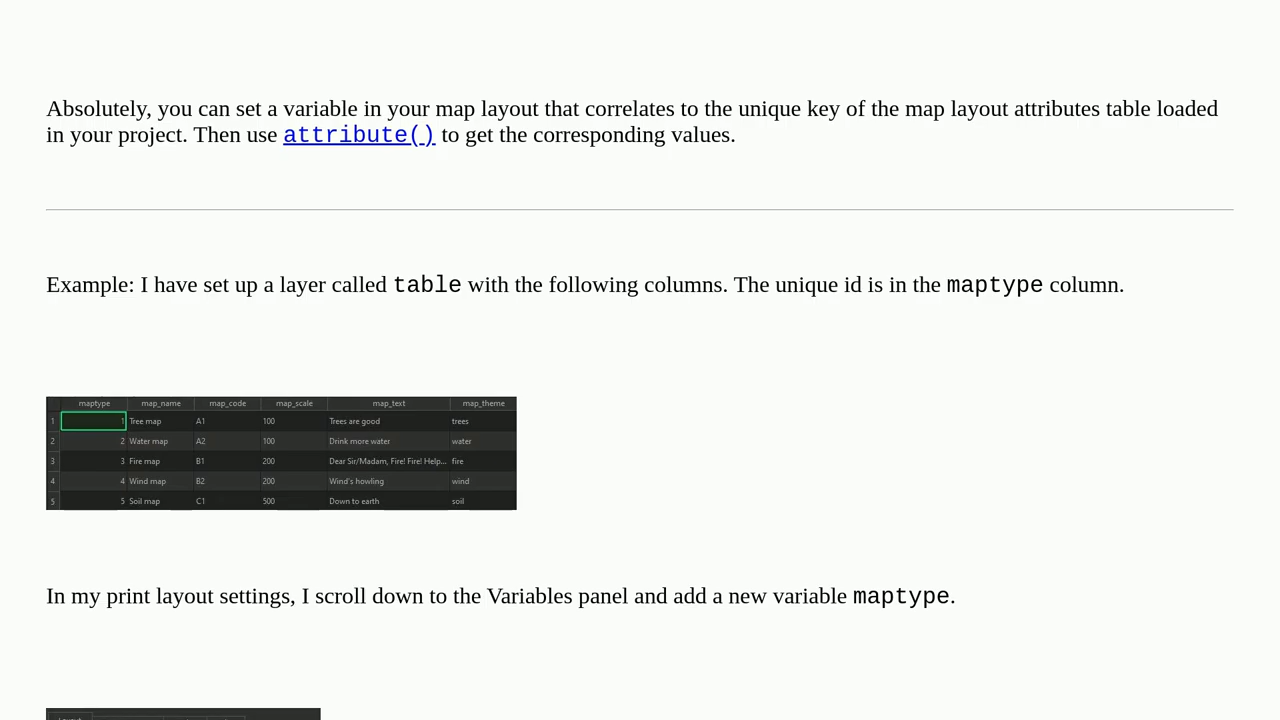 Absolutely, you can set a variable in your map layout that correlates to the unique key of the map layout attributes table loaded
in your project. Then use attribute() to get the corresponding values.
Example: I have set up a layer called table with the following columns. The unique id is in the maptype column.
maptype map_name map_code map_scale map_text map_theme
1 1 Tree map A1 100 Trees are good trees
2 2 Water map A2 100 Drink more water water
3 3 Fire map B1 200 Dear Sir/Madam, Fire! Fire! Help... fire
4 4 Wind map B2 200 Wind's howling wind
5 5 Soil map C1 500 Down to earth soil
In my print layout settings, I scroll down to the Variables panel and add a new variable maptype.